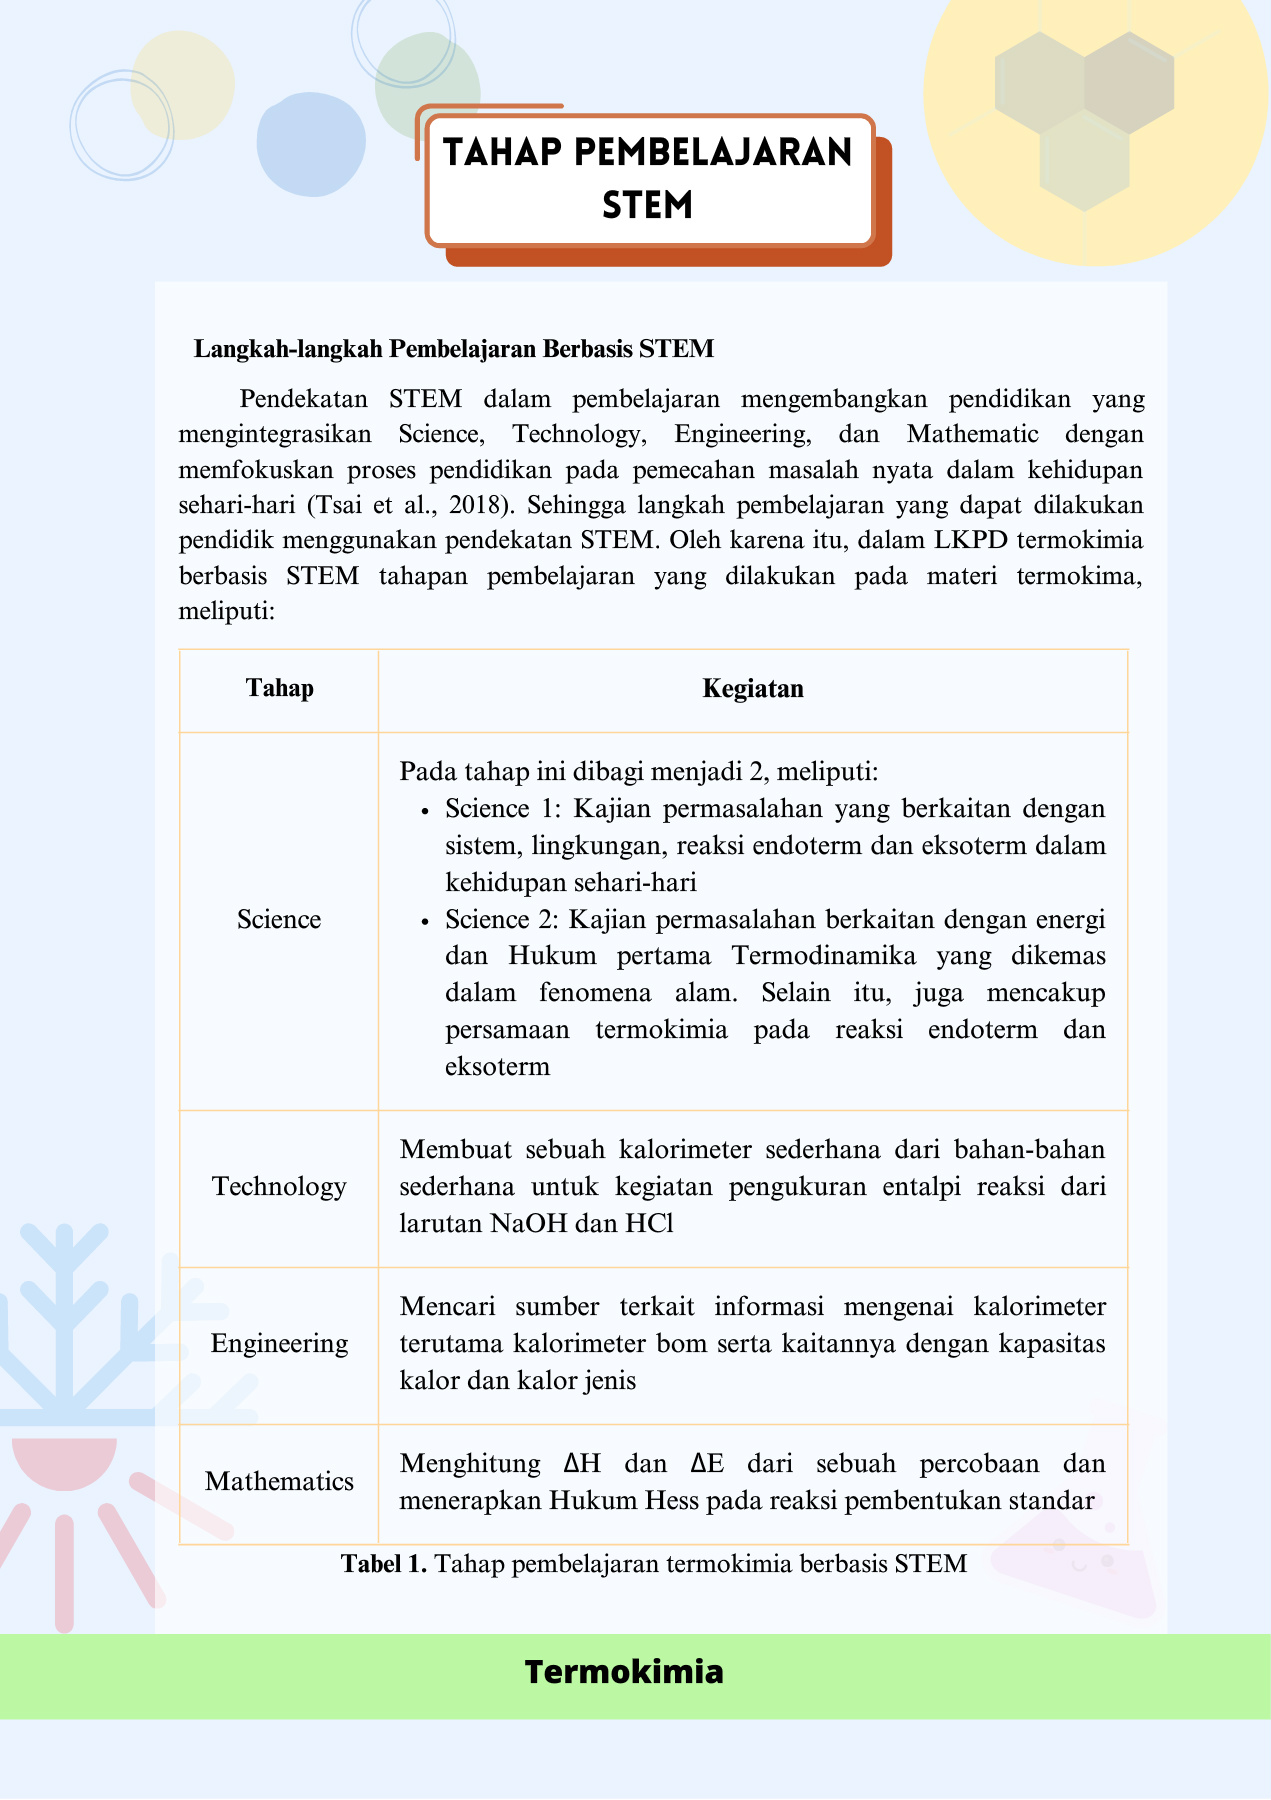 TAHAP PEMBELAJARAN
STEM
Langkah-langkah Pembelajaran Berbasis STEM
Pendekatan STEM dalam pembelajaran mengembangkan pendidikan yang
mengintegrasikan Science, Technology, Engineering, dan Mathematic dengan
memfokuskan proses pendidikan pada pemecahan masalah nyata dalam kehidupan
sehari-hari (Tsai et al., 2018). Sehingga langkah pembelajaran yang dapat dilakukan
pendidik menggunakan pendekatan STEM. Oleh karena itu, dalam LKPD termokimia
berbasis STEM tahapan pembelajaran yang dilakukan pada materi termokima,
meliputi:
Tahap
Kegiatan
Science
Pada tahap ini dibagi menjadi 2, meliputi:
• Science 1: Kajian permasalahan yang berkaitan dengan
sistem, lingkungan, reaksi endoterm dan eksoterm dalam
kehidupan sehari-hari
• Science 2: Kajian permasalahan berkaitan dengan energi
dan Hukum pertama Termodinamika yang dikemas
dalam fenomena alam. Selain itu, juga mencakup
persamaan termokimia pada reaksi endoterm dan
eksoterm
Technology
Membuat sebuah kalorimeter sederhana dari bahan-bahan
sederhana untuk kegiatan pengukuran entalpi reaksi dari
larutan NaOH dan HCl
Engineering
Mencari sumber terkait informasi mengenai kalorimeter
terutama kalorimeter bom serta kaitannya dengan kapasitas
kalor dan kalor jenis
Mathematics
Menghitung ΔH dan ΔE dari sebuah percobaan dan
menerapkan Hukum Hess pada reaksi pembentukan standar
Tabel 1. Tahap pembelajaran termokimia berbasis STEM
Termokimia